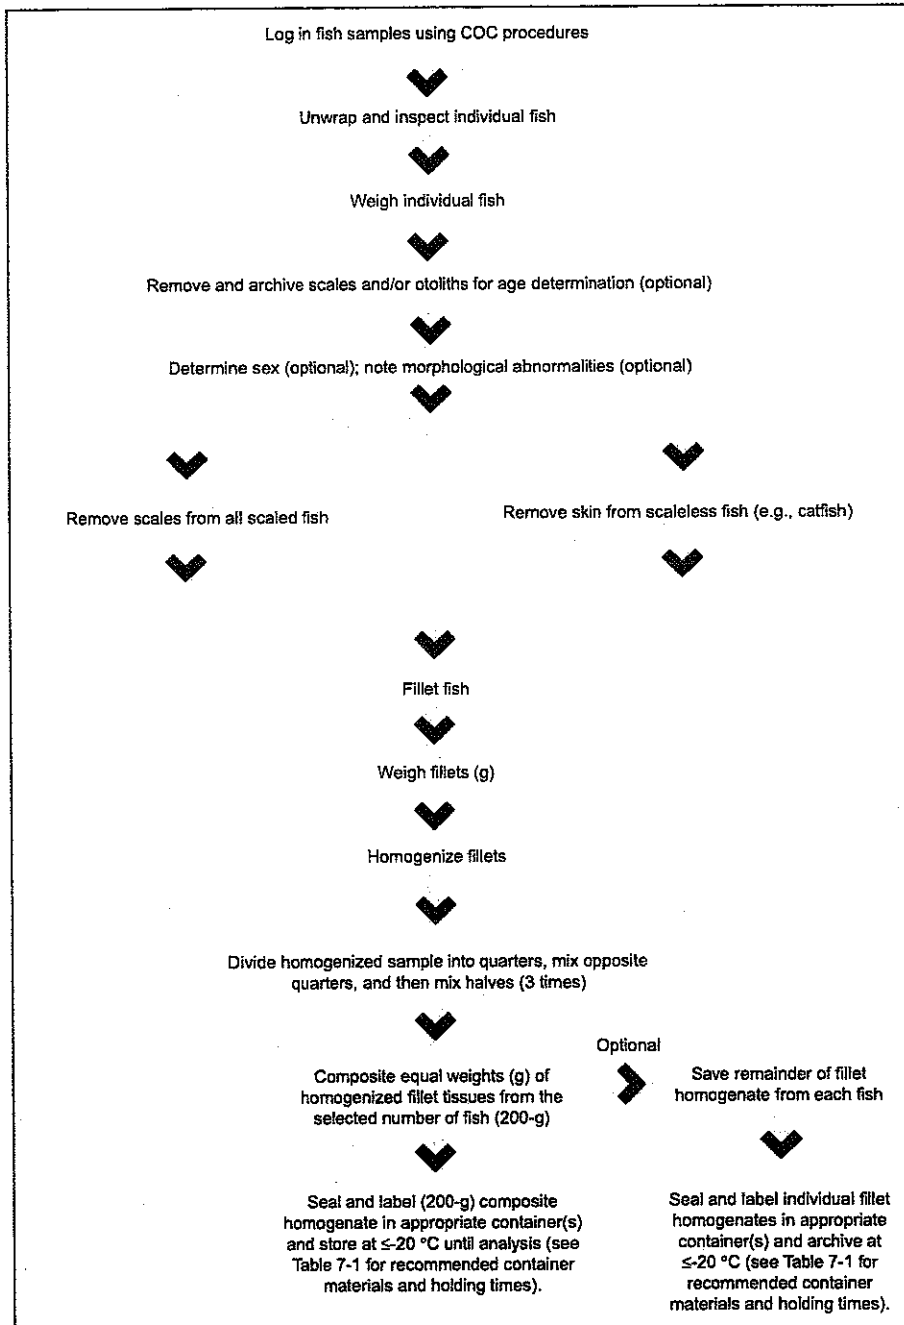 Log in fish samples using COC procedures
Unwrap and inspect individual fish
Weigh individual fish
Remove and archive scales and/or otoliths for age determination (optional)
Determine sex (optional); note morphological abnormalities (optional)
Remove scales from all scaled fish
Remove skin from scaleless fish (e.g., catfish)
Fillet fish
Weigh fillets (g)
Homogenize fillets
Divide homogenized sample into quarters, mix opposite
quarters, and then mix halves (3 times)
Composite equal weights (g) of
homogenized fillet tissues from the
selected number of fish (200-g)
Optional
Save remainder of fillet
homogenate from each fish
Seal and label (200-g) composite
homogenate in appropriate container(s)
and store at ≤-20 °C until analysis (see
Table 7-1 for recommended container
materials and holding times).
Seal and label individual fillet
homogenates in appropriate
container(s) and archive at
≤-20 °C (see Table 7-1 for
recommended container
materials and holding times).